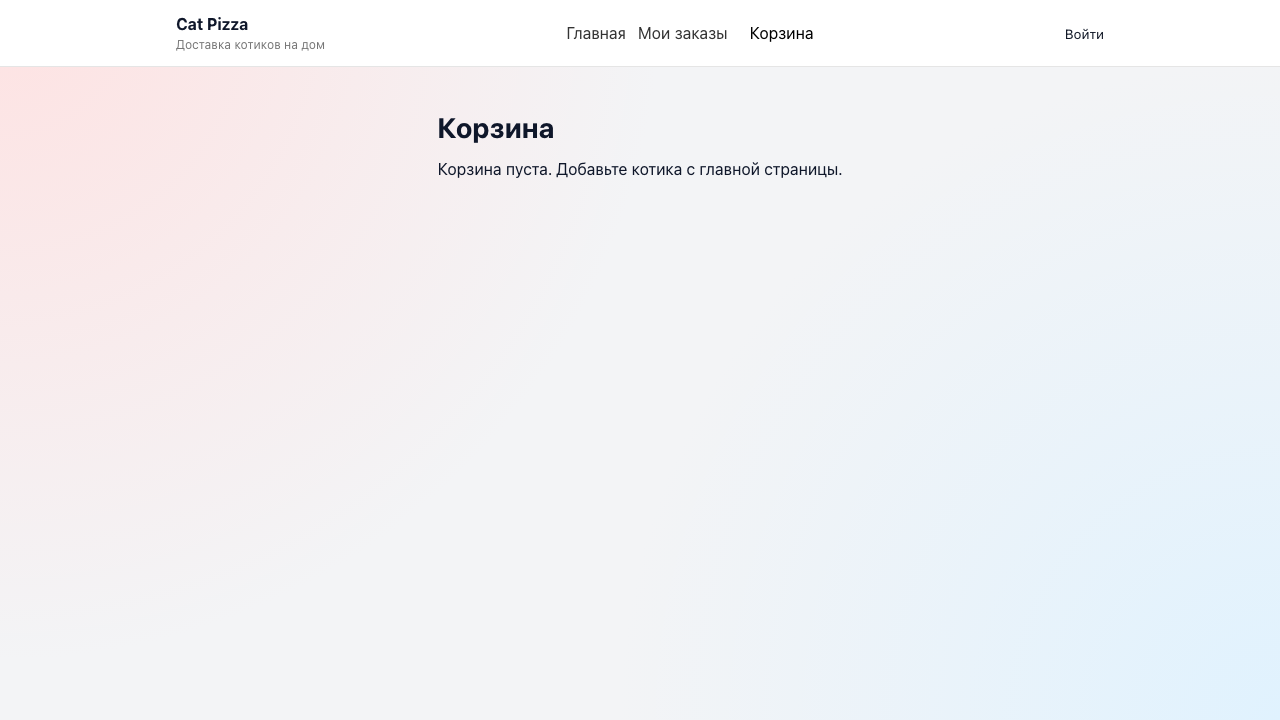 Cat Pizza
Доставка котиков на дом
Главная Мои заказы Корзина
Войти
Корзина
Корзина пуста. Добавьте котика с главной страницы.